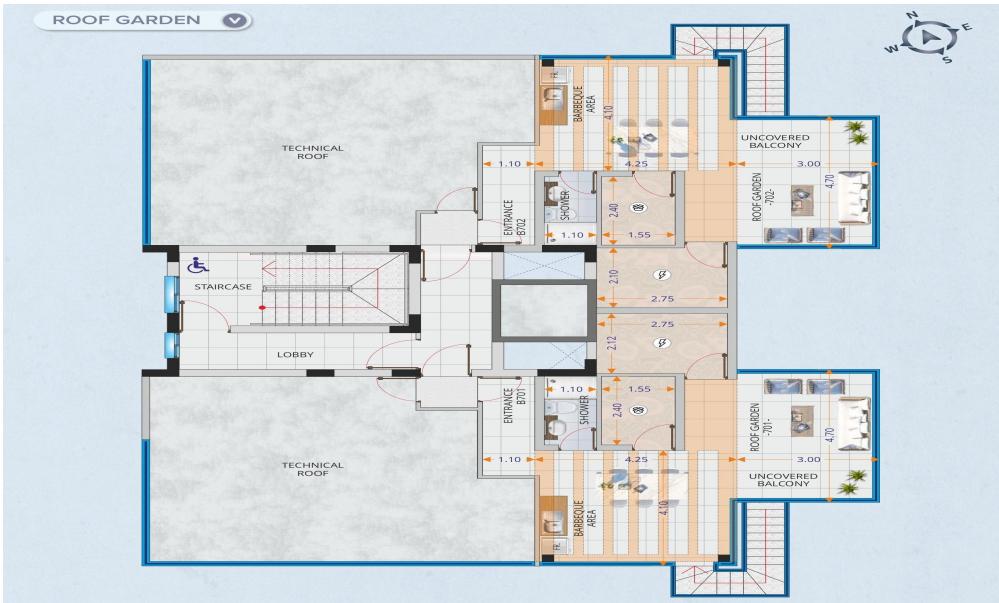 ROOF GARDEN
N
E
S
W
TECHNICAL
ROOF
FR.
BARBEQUE
AREA
4.10
UNCOVERED
BALCONY
1.10
4.25
3.00
4.70
ROOF GARDEN
-702-
ENTRANCE
B702
SHOWER
2.40
1.10
1.55
STAIRCASE
2.10
2.75
2.75
2.12
LOBBY
ENTRANCE
B701
1.10
SHOWER
1.55
2.40
ROOF GARDEN
-701-
4.70
1.10
4.25
3.00
TECHNICAL
ROOF
UNCOVERED
BALCONY
BARBEQUE
AREA
4.10
FR.